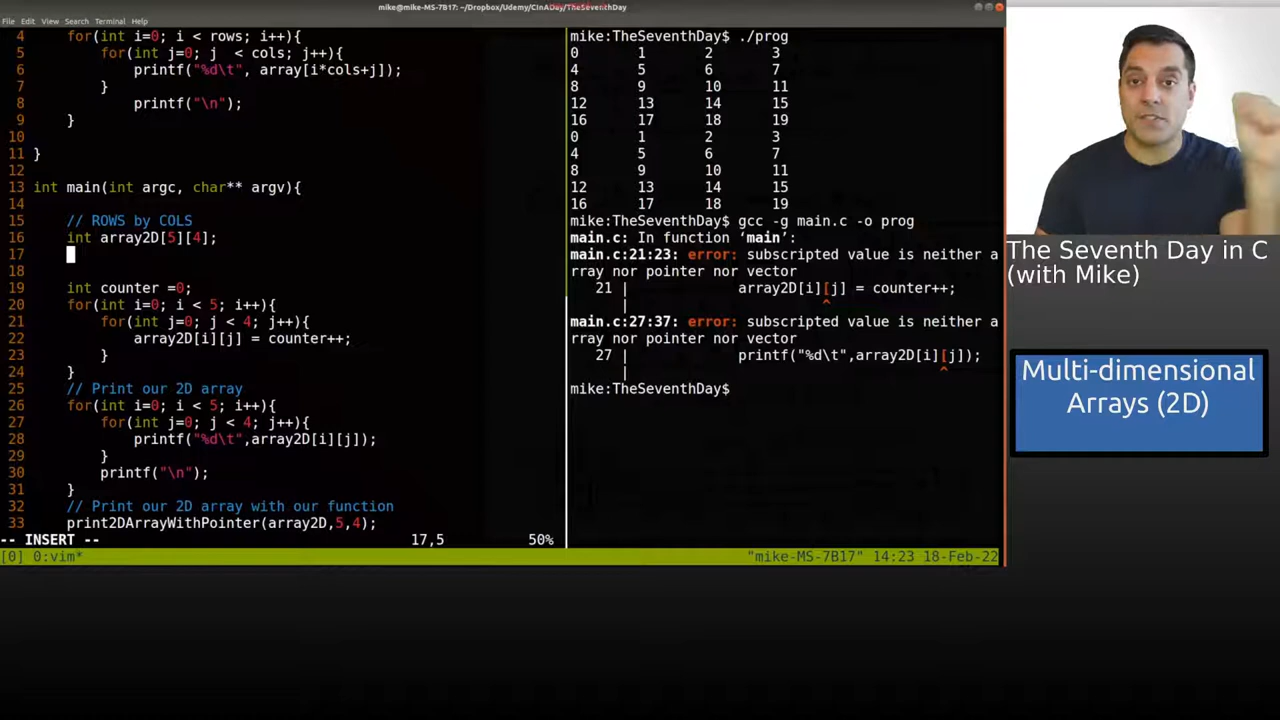 mike@mike-MS-7B17: ~/Dropbox/Udemy/CInADay/TheSeventhDay
File Edit View Search Terminal Help
4 for(int i=0; i < rows; i++){
5 for(int j=0; j < cols; j++){
6 printf("%d\t", array[i*cols+j]);
7 }
8 printf("\n");
9 }
10
11 }
12
13 int main(int argc, char** argv){
14
15 // ROWS by COLS
16 int array2D[5][4];
17
18
19 int counter =0;
20 for(int i=0; i < 5; i++){
21 for(int j=0; j < 4; j++){
22 array2D[i][j] = counter++;
23 }
24 }
25 // Print our 2D array
26 for(int i=0; i < 5; i++){
27 for(int j=0; j < 4; j++){
28 printf("%d\t",array2D[i][j]);
29 }
30 printf("\n");
31 }
32 // Print our 2D array with our function
33 print2DArrayWithPointer(array2D,5,4);
-- INSERT -- 17,5 50%
mike:TheSeventhDay$ ./prog
0 1 2 3
4 5 6 7
8 9 10 11
12 13 14 15
16 17 18 19
0 1 2 3
4 5 6 7
8 9 10 11
12 13 14 15
16 17 18 19
mike:TheSeventhDay$ gcc -g main.c -o prog
main.c: In function ‘main’:
main.c:21:23: error: subscripted value is neither a
rray nor pointer nor vector
21 | array2D[i][j] = counter++;
| ^
main.c:27:37: error: subscripted value is neither a
rray nor pointer nor vector
27 | printf("%d\t",array2D[i][j]);
| ^
mike:TheSeventhDay$
[0] 0:vim* "mike-MS-7B17" 14:23 18-Feb-22
The Seventh Day in C
(with Mike)
Multi-dimensional
Arrays (2D)